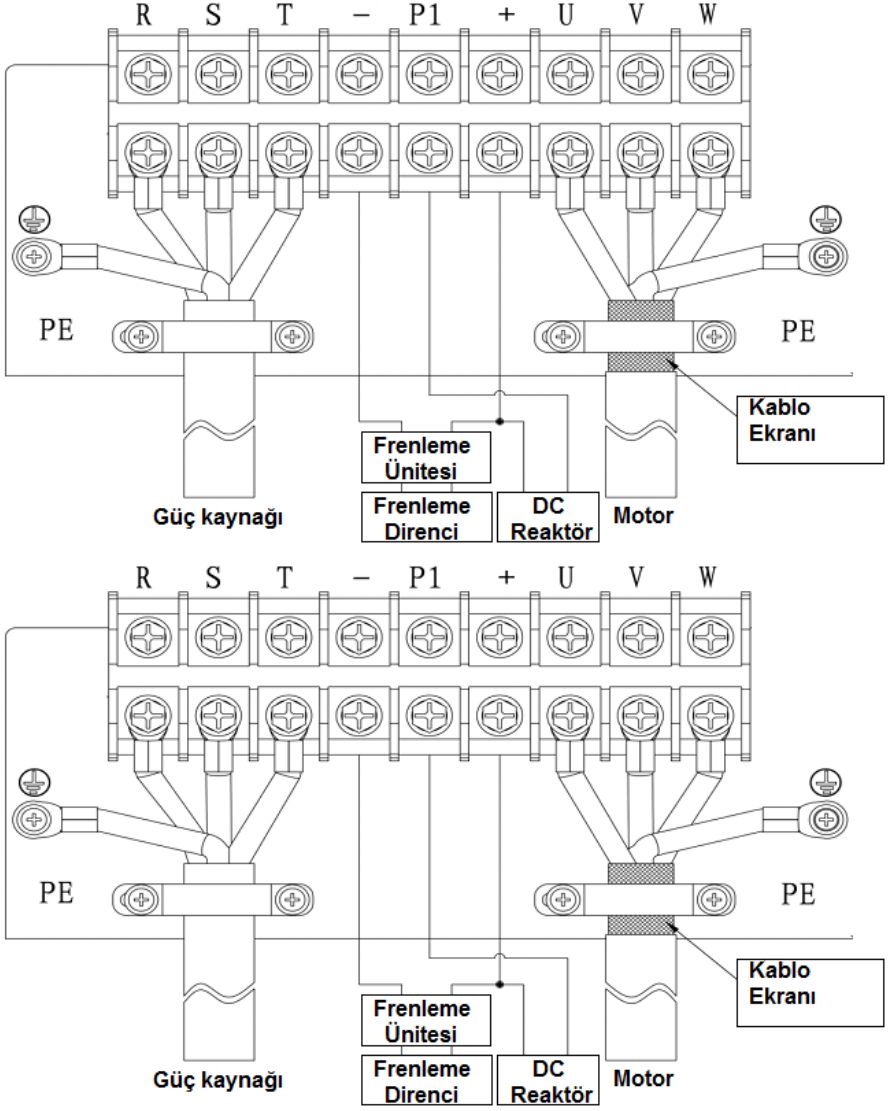 R S T − P1 + U V W
PE
PE
Kablo
Ekranı
Frenleme
Ünitesi
Frenleme
Direnci
DC
Reaktör
Güç kaynağı
Motor
R S T − P1 + U V W
PE
PE
Kablo
Ekranı
Frenleme
Ünitesi
Frenleme
Direnci
DC
Reaktör
Güç kaynağı
Motor